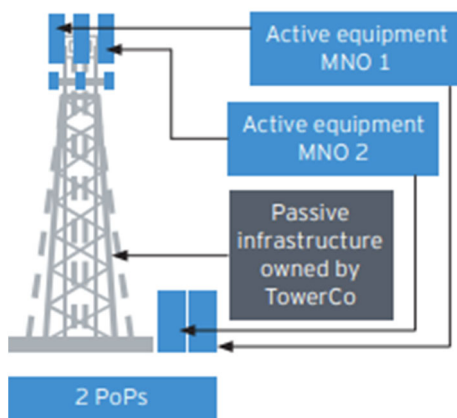 Active equipment
MNO 1
Active equipment
MNO 2
Passive
infrastructure
owned by
TowerCo
2 PoPs